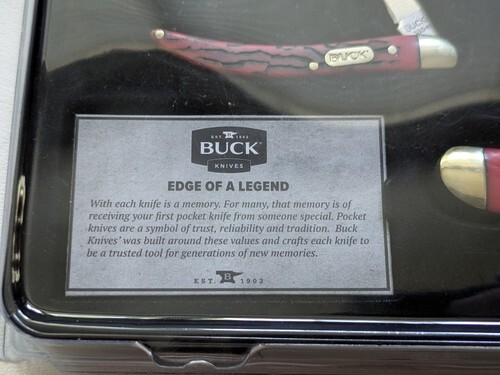 BUCK
BUCK
EST. 1902
BUCK
KNIVES
EDGE OF A LEGEND
With each knife is a memory. For many, that memory is of
receiving your first pocket knife from someone special. Pocket
knives are a symbol of trust, reliability and tradition. Buck
Knives' was built around these values and crafts each knife to
be a trusted tool for generations of new memories.
EST. B 1902